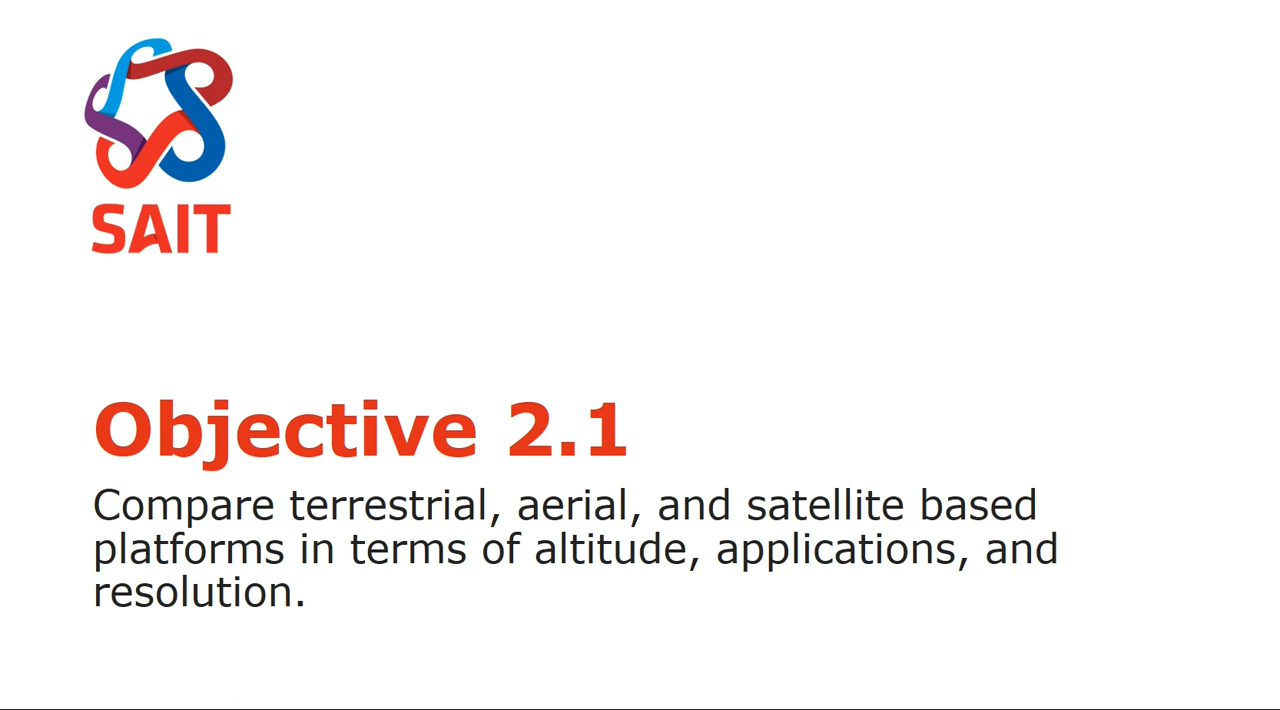 SAIT
Objective 2.1
Compare terrestrial, aerial, and satellite based
platforms in terms of altitude, applications, and
resolution.